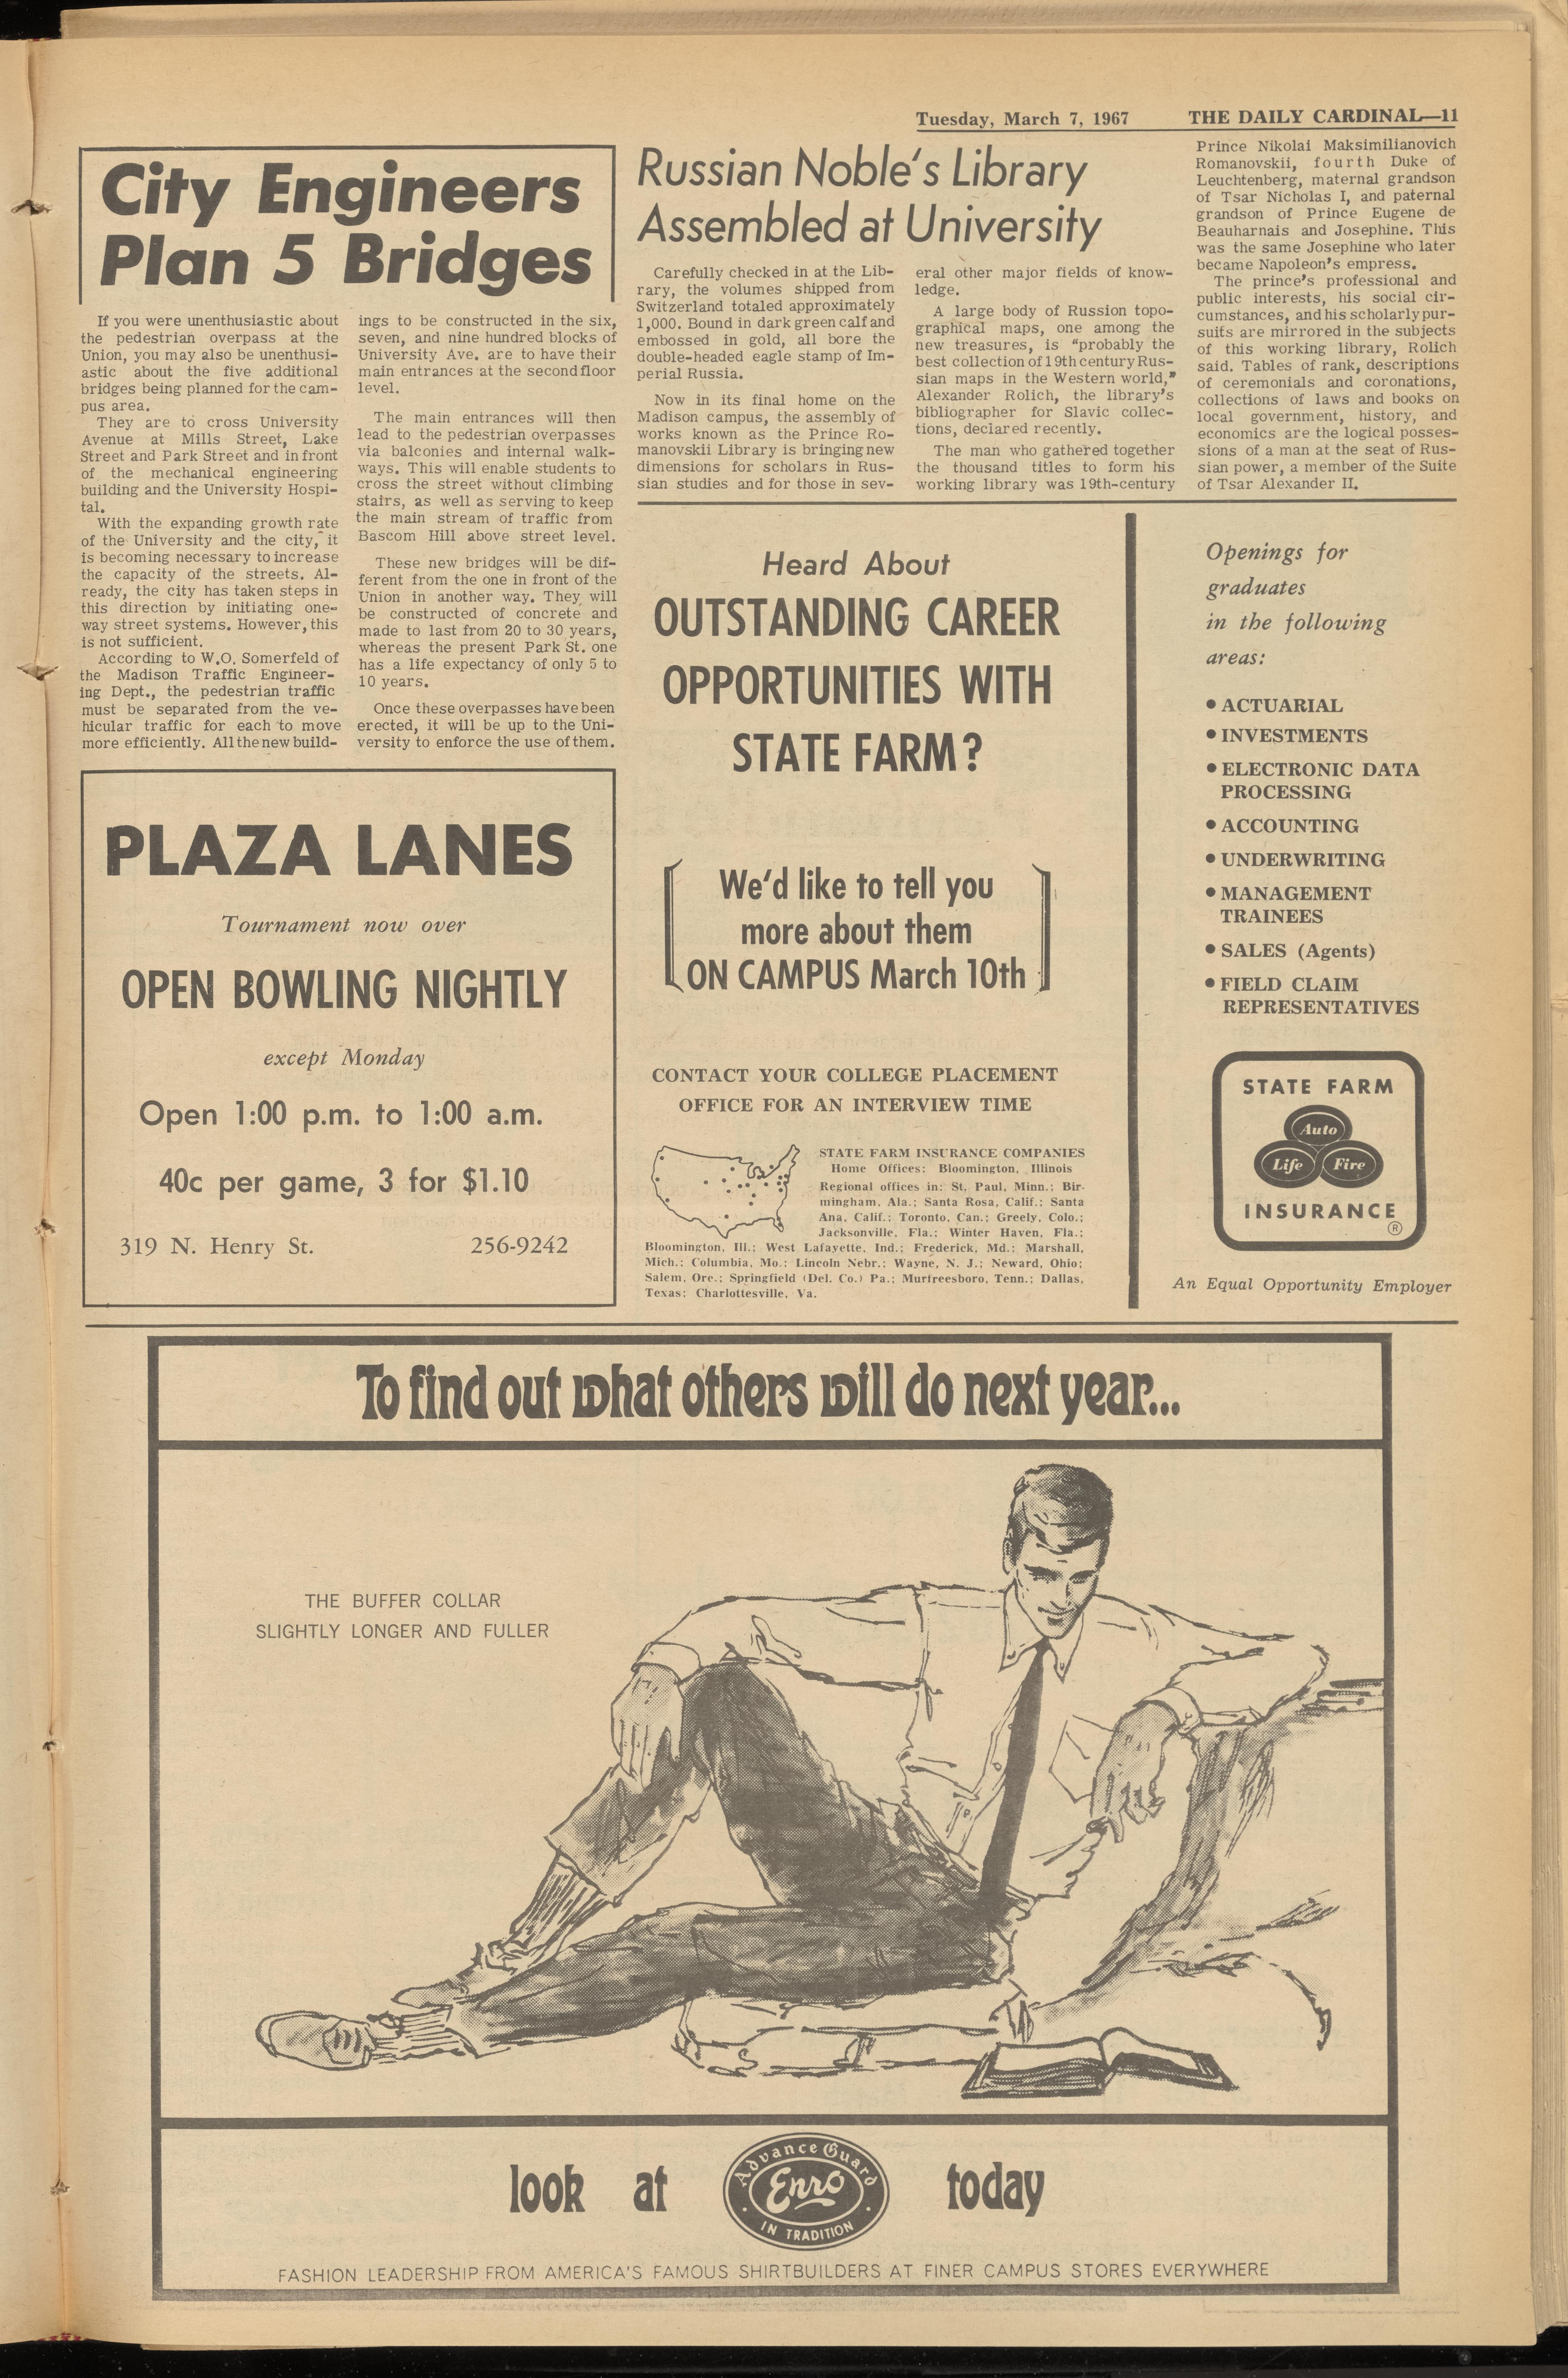 Tuesday, March 7, 1967
THE DAILY CARDINAL—11
City Engineers
Plan 5 Bridges
If you were unenthusiastic about
the pedestrian overpass at the
Union, you may also be unenthusi-
astic about the five additional
bridges being planned for the cam-
pus area.
They are to cross University
Avenue at Mills Street, Lake
Street and Park Street and in front
of the mechanical engineering
building and the University Hospi-
tal.
With the expanding growth rate
of the University and the city, it
is becoming necessary to increase
the capacity of the streets. Al-
ready, the city has taken steps in
this direction by initiating one-
way street systems. However, this
is not sufficient.
According to W.O. Somerfeld of
the Madison Traffic Engineer-
ing Dept., the pedestrian traffic
must be separated from the ve-
hicular traffic for each to move
more efficiently. All the new build-
ings to be constructed in the six,
seven, and nine hundred blocks of
University Ave. are to have their
main entrances at the second floor
level.
The main entrances will then
lead to the pedestrian overpasses
via balconies and internal walk-
ways. This will enable students to
cross the street without climbing
stairs, as well as serving to keep
the main stream of traffic from
Bascom Hill above street level.
These new bridges will be dif-
ferent from the one in front of the
Union in another way. They will
be constructed of concrete and
made to last from 20 to 30 years,
whereas the present Park St. one
has a life expectancy of only 5 to
10 years.
Once these overpasses have been
erected, it will be up to the Uni-
versity to enforce the use of them.
Russian Noble's Library
Assembled at University
Carefully checked in at the Lib-
rary, the volumes shipped from
Switzerland totaled approximately
1,000. Bound in dark green calf and
embossed in gold, all bore the
double-headed eagle stamp of Im-
perial Russia.
Now in its final home on the
Madison campus, the assembly of
works known as the Prince Ro-
manovskii Library is bringing new
dimensions for scholars in Rus-
sian studies and for those in sev-
eral other major fields of know-
ledge.
A large body of Russion topo-
graphical maps, one among the
new treasures, is "probably the
best collection of 19th century Rus-
sian maps in the Western world,"
Alexander Rolich, the library's
bibliographer for Slavic collec-
tions, declared recently.
The man who gathered together
the thousand titles to form his
working library was 19th-century
Prince Nikolai Maksimilianovich
Romanovskii, fourth Duke of
Leuchtenberg, maternal grandson
of Tsar Nicholas I, and paternal
grandson of Prince Eugene de
Beauharnais and Josephine. This
was the same Josephine who later
became Napoleon's empress.
The prince's professional and
public interests, his social cir-
cumstances, and his scholarly pur-
suits are mirrored in the subjects
of this working library, Rolich
said. Tables of rank, descriptions
of ceremonials and coronations,
collections of laws and books on
local government, history, and
economics are the logical posses-
sions of a man at the seat of Rus-
sian power, a member of the Suite
of Tsar Alexander II.
PLAZA LANES
Tournament now over
OPEN BOWLING NIGHTLY
except Monday
Open 1:00 p.m. to 1:00 a.m.
40c per game, 3 for $1.10
319 N. Henry St.
256-9242
Heard About
OUTSTANDING CAREER
OPPORTUNITIES WITH
STATE FARM?
We'd like to tell you
more about them
ON CAMPUS March 10th
CONTACT YOUR COLLEGE PLACEMENT
OFFICE FOR AN INTERVIEW TIME
STATE FARM INSURANCE COMPANIES
Home Offices: Bloomington, Illinois
Regional offices in: St. Paul, Minn.; Bir-
mingham, Ala.; Santa Rosa, Calif.; Santa
Ana, Calif.; Toronto, Can.; Greely, Colo.;
Jacksonville, Fla.; Winter Haven, Fla.;
Bloomington, Ill.; West Lafayette, Ind.; Frederick, Md.; Marshall,
Mich.; Columbia, Mo.; Lincoln Nebr.; Wayne, N. J.; Neward, Ohio;
Salem, Ore.; Springfield (Del. Co.) Pa.; Murfreesboro, Tenn.; Dallas,
Texas; Charlottesville, Va.
Openings for
graduates
in the following
areas:
• ACTUARIAL
• INVESTMENTS
• ELECTRONIC DATA
PROCESSING
• ACCOUNTING
• UNDERWRITING
• MANAGEMENT
TRAINEES
• SALES (Agents)
• FIELD CLAIM
REPRESENTATIVES
STATE FARM
Auto
Life Fire
INSURANCE
®
An Equal Opportunity Employer
To find out what others will do next year...
THE BUFFER COLLAR
SLIGHTLY LONGER AND FULLER
look at
Advance Guard
Enro
IN TRADITION
today
FASHION LEADERSHIP FROM AMERICA'S FAMOUS SHIRTBUILDERS AT FINER CAMPUS STORES EVERYWHERE